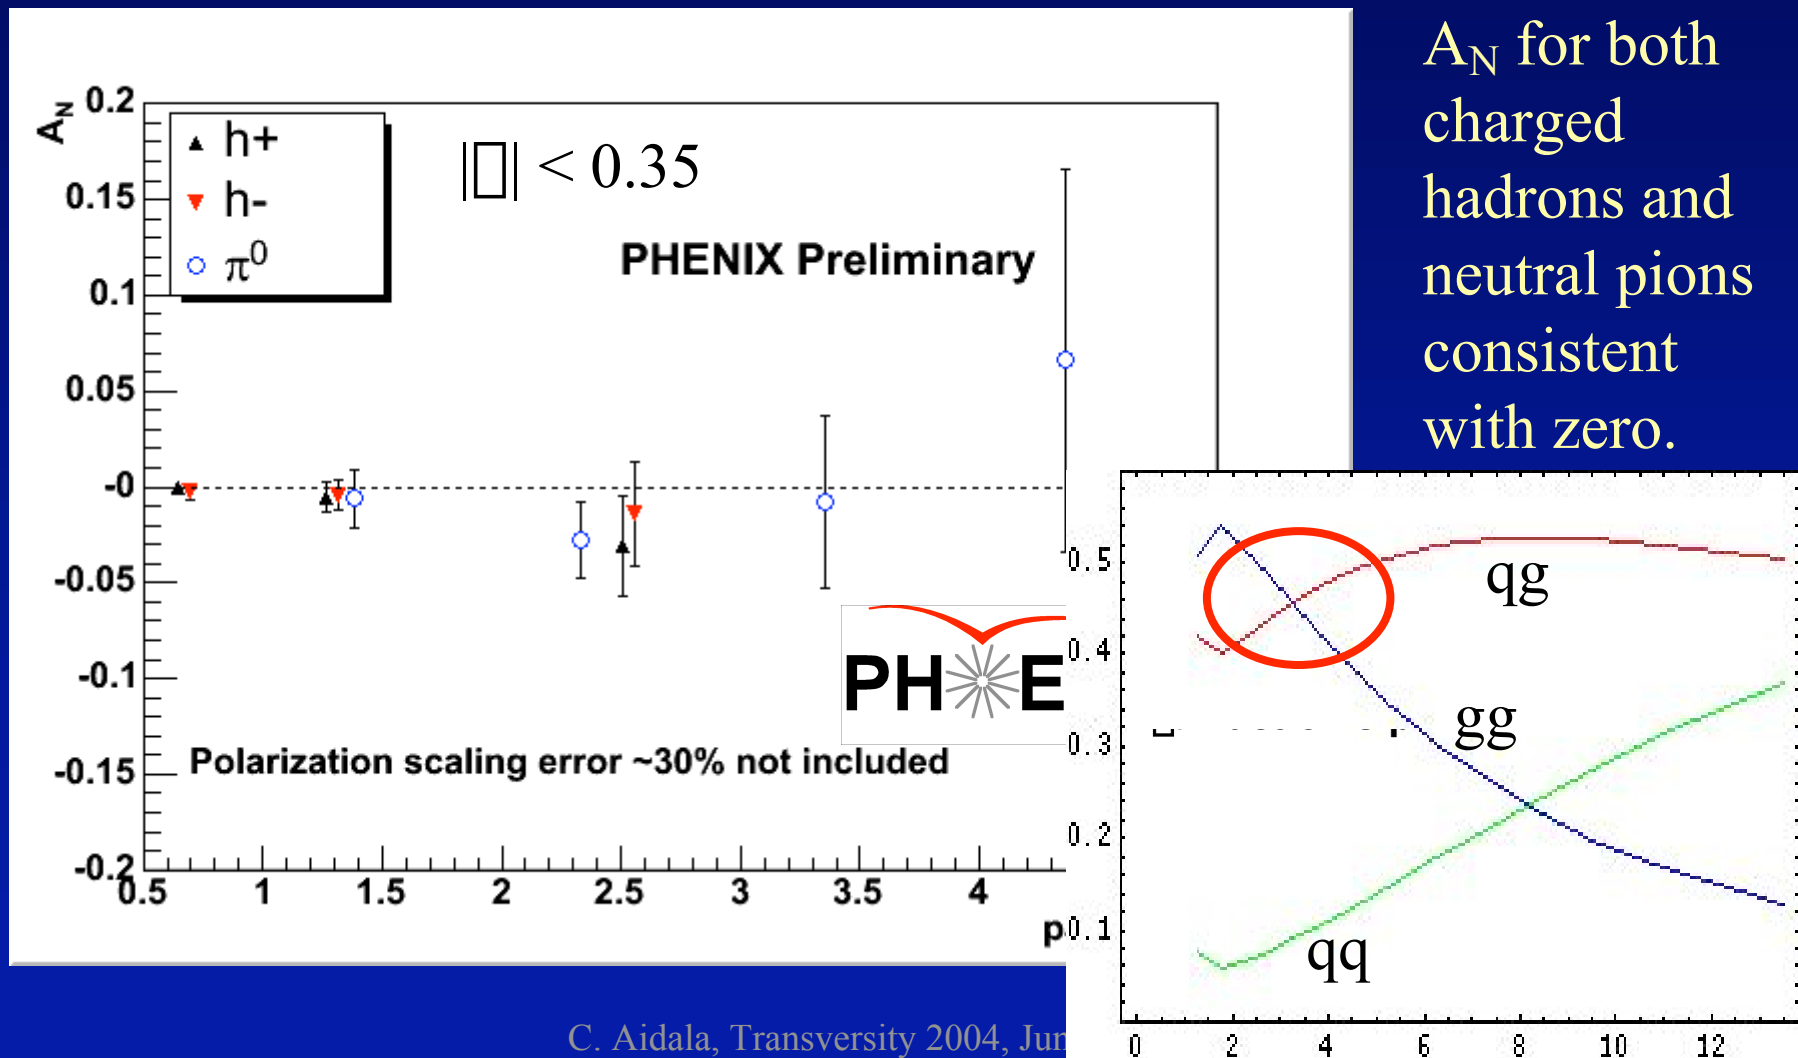 A_N for both
charged
hadrons and
neutral pions
consistent
with zero.
A_N
0.2
0.15
0.1
0.05
-0
-0.05
-0.1
-0.15
-0.2
h+
h-
π⁰
|▯| < 0.35
PHENIX Preliminary
PH E
Polarization scaling error ~30% not included
0.5 1 1.5 2 2.5 3 3.5 4
p
0.5
0.4
0.3
0.2
0.1
qg
gg
qq
0 2 4 6 8 10 12
C. Aidala, Transversity 2004, Jun